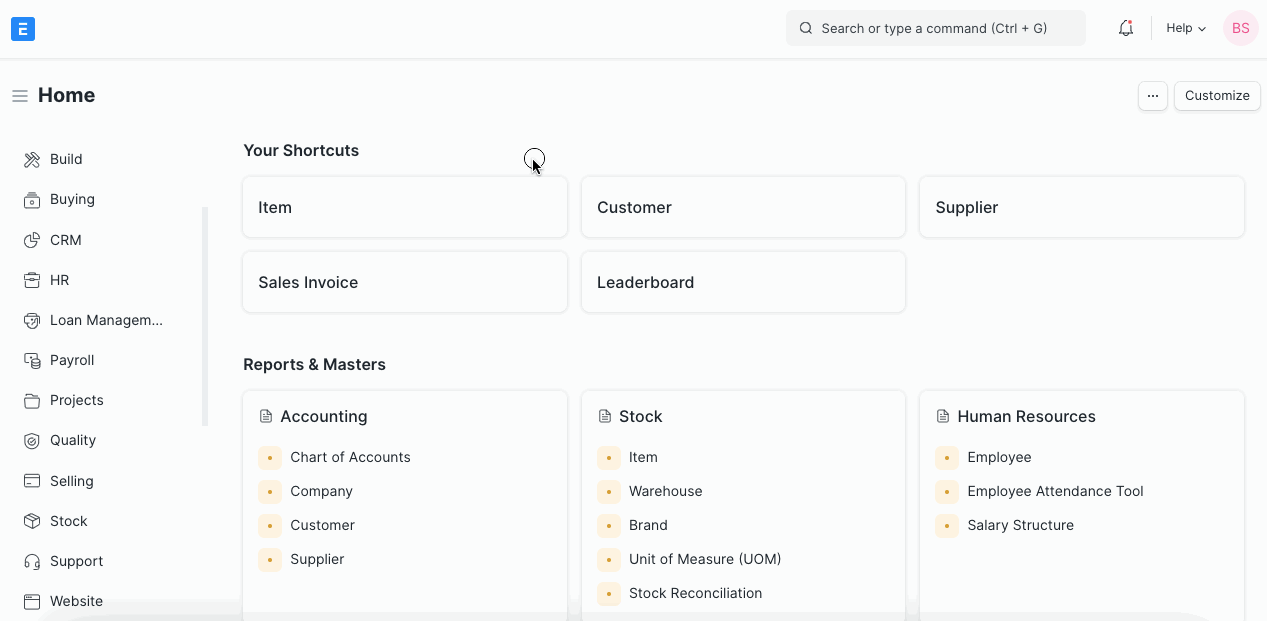 E
Search or type a command (Ctrl + G)
Help
BS
Home
...
Customize
Build
Buying
CRM
HR
Loan Managem...
Payroll
Projects
Quality
Selling
Stock
Support
Website
Your Shortcuts
Item
Customer
Supplier
Sales Invoice
Leaderboard
Reports & Masters
Accounting
Chart of Accounts
Company
Customer
Supplier
Stock
Item
Warehouse
Brand
Unit of Measure (UOM)
Stock Reconciliation
Human Resources
Employee
Employee Attendance Tool
Salary Structure